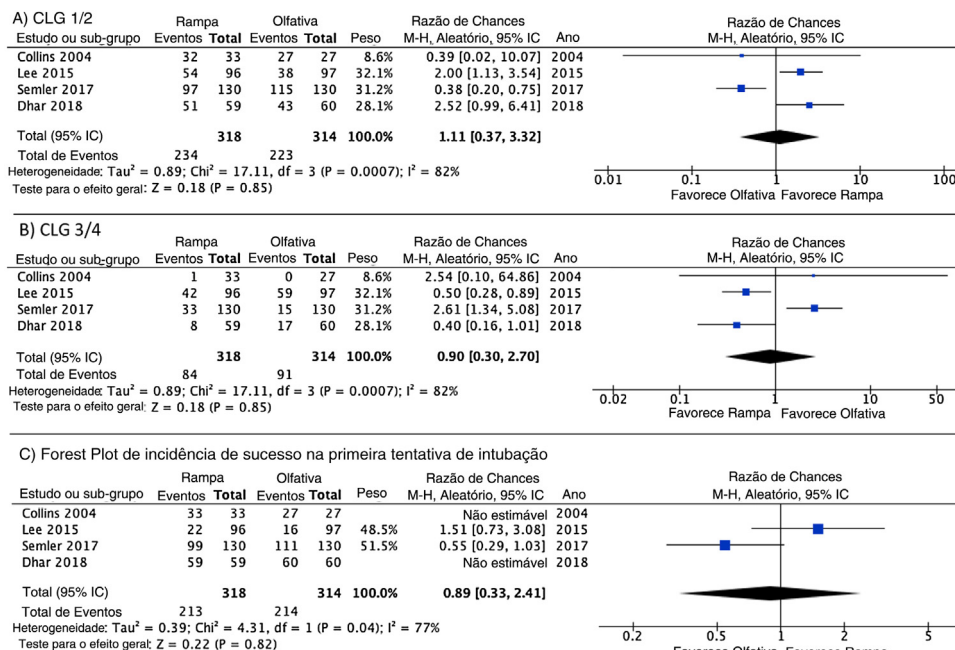 A) CLG 1/2
Rampa Olfativa Razão de Chances Razão de Chances
Estudo ou sub-grupo Eventos Total Eventos Total Peso M-H, Aleatório, 95% IC Ano M-H, Aleatório, 95% IC
Collins 2004 32 33 27 27 8.6% 0.39 [0.02, 10.07] 2004
Lee 2015 54 96 38 97 32.1% 2.00 [1.13, 3.54] 2015
Semler 2017 97 130 115 130 31.2% 0.38 [0.20, 0.75] 2017
Dhar 2018 51 59 43 60 28.1% 2.52 [0.99, 6.41] 2018
Total (95% IC) 318 314 100.0% 1.11 [0.37, 3.32]
Total de Eventos 234 223
Heterogeneidade: Tau² = 0.89; Chi² = 17.11, df = 3 (P = 0.0007); I² = 82%
Teste para o efeito geral: Z = 0.18 (P = 0.85)
0.01 0.1 1 10 100
Favorece Olfativa Favorece Rampa
B) CLG 3/4
Rampa Olfativa Razão de Chances Razão de Chances
Estudo ou sub-grupo Eventos Total Eventos Total Peso M-H, Aleatório, 95% IC Ano M-H, Aleatório, 95% IC
Collins 2004 1 33 0 27 8.6% 2.54 [0.10, 64.86] 2004
Lee 2015 42 96 59 97 32.1% 0.50 [0.28, 0.89] 2015
Semler 2017 33 130 15 130 31.2% 2.61 [1.34, 5.08] 2017
Dhar 2018 8 59 17 60 28.1% 0.40 [0.16, 1.01] 2018
Total (95% IC) 318 314 100.0% 0.90 [0.30, 2.70]
Total de Eventos 84 91
Heterogeneidade: Tau² = 0.89; Chi² = 17.11, df = 3 (P = 0.0007); I² = 82%
Teste para o efeito geral: Z = 0.18 (P = 0.85)
0.02 0.1 1 10 50
Favorece Rampa Favorece Olfativa
C) Forest Plot de incidência de sucesso na primeira tentativa de intubação
Rampa Olfativa Razão de Chances Razão de Chances
Estudo ou sub-grupo Eventos Total Eventos Total Peso M-H, Aleatório, 95% IC Ano M-H, Aleatório, 95% IC
Collins 2004 33 33 27 27 Não estimável 2004
Lee 2015 22 96 16 97 48.5% 1.51 [0.73, 3.08] 2015
Semler 2017 99 130 111 130 51.5% 0.55 [0.29, 1.03] 2017
Dhar 2018 59 59 60 60 Não estimável 2018
Total (95% IC) 318 314 100.0% 0.89 [0.33, 2.41]
Total de Eventos 213 214
Heterogeneidade: Tau² = 0.39; Chi² = 4.31, df = 1 (P = 0.04); I² = 77%
Teste para o efeito geral: Z = 0.22 (P = 0.82)
0.2 0.5 1 2 5
Favorece Olfativa Favorece Rampa